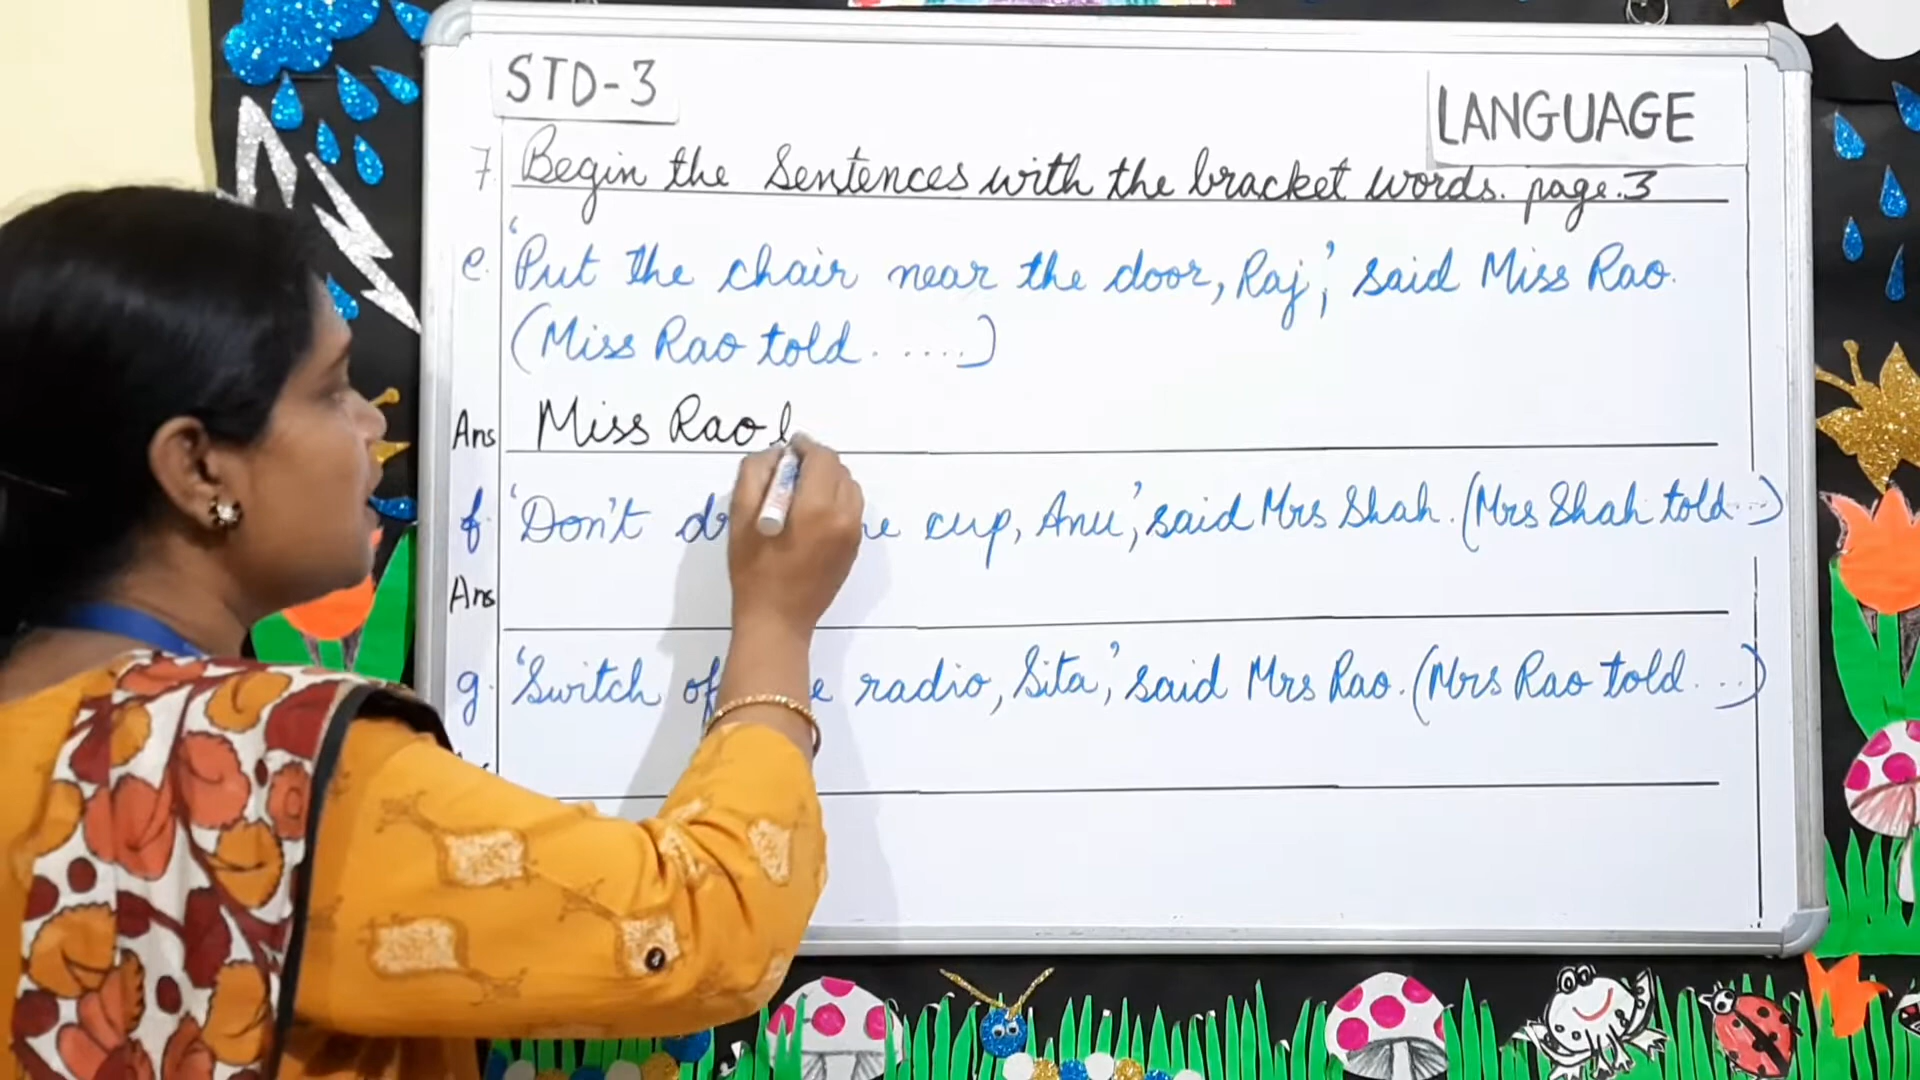 STD-3
LANGUAGE
7. Begin the Sentences with the bracket words. page.3
e. 'Put the chair near the door, Raj,' said Miss Rao.
(Miss Rao told ......)
Ans Miss Rao
f. 'Don't cup, Anu,' said Mrs Shah. (Mrs Shah told...)
Ans
g. 'Switch radio, Sita,' said Mrs Rao. (Mrs Rao told....)